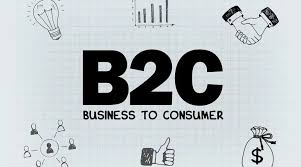 B2C
BUSINESS TO CONSUMER
$